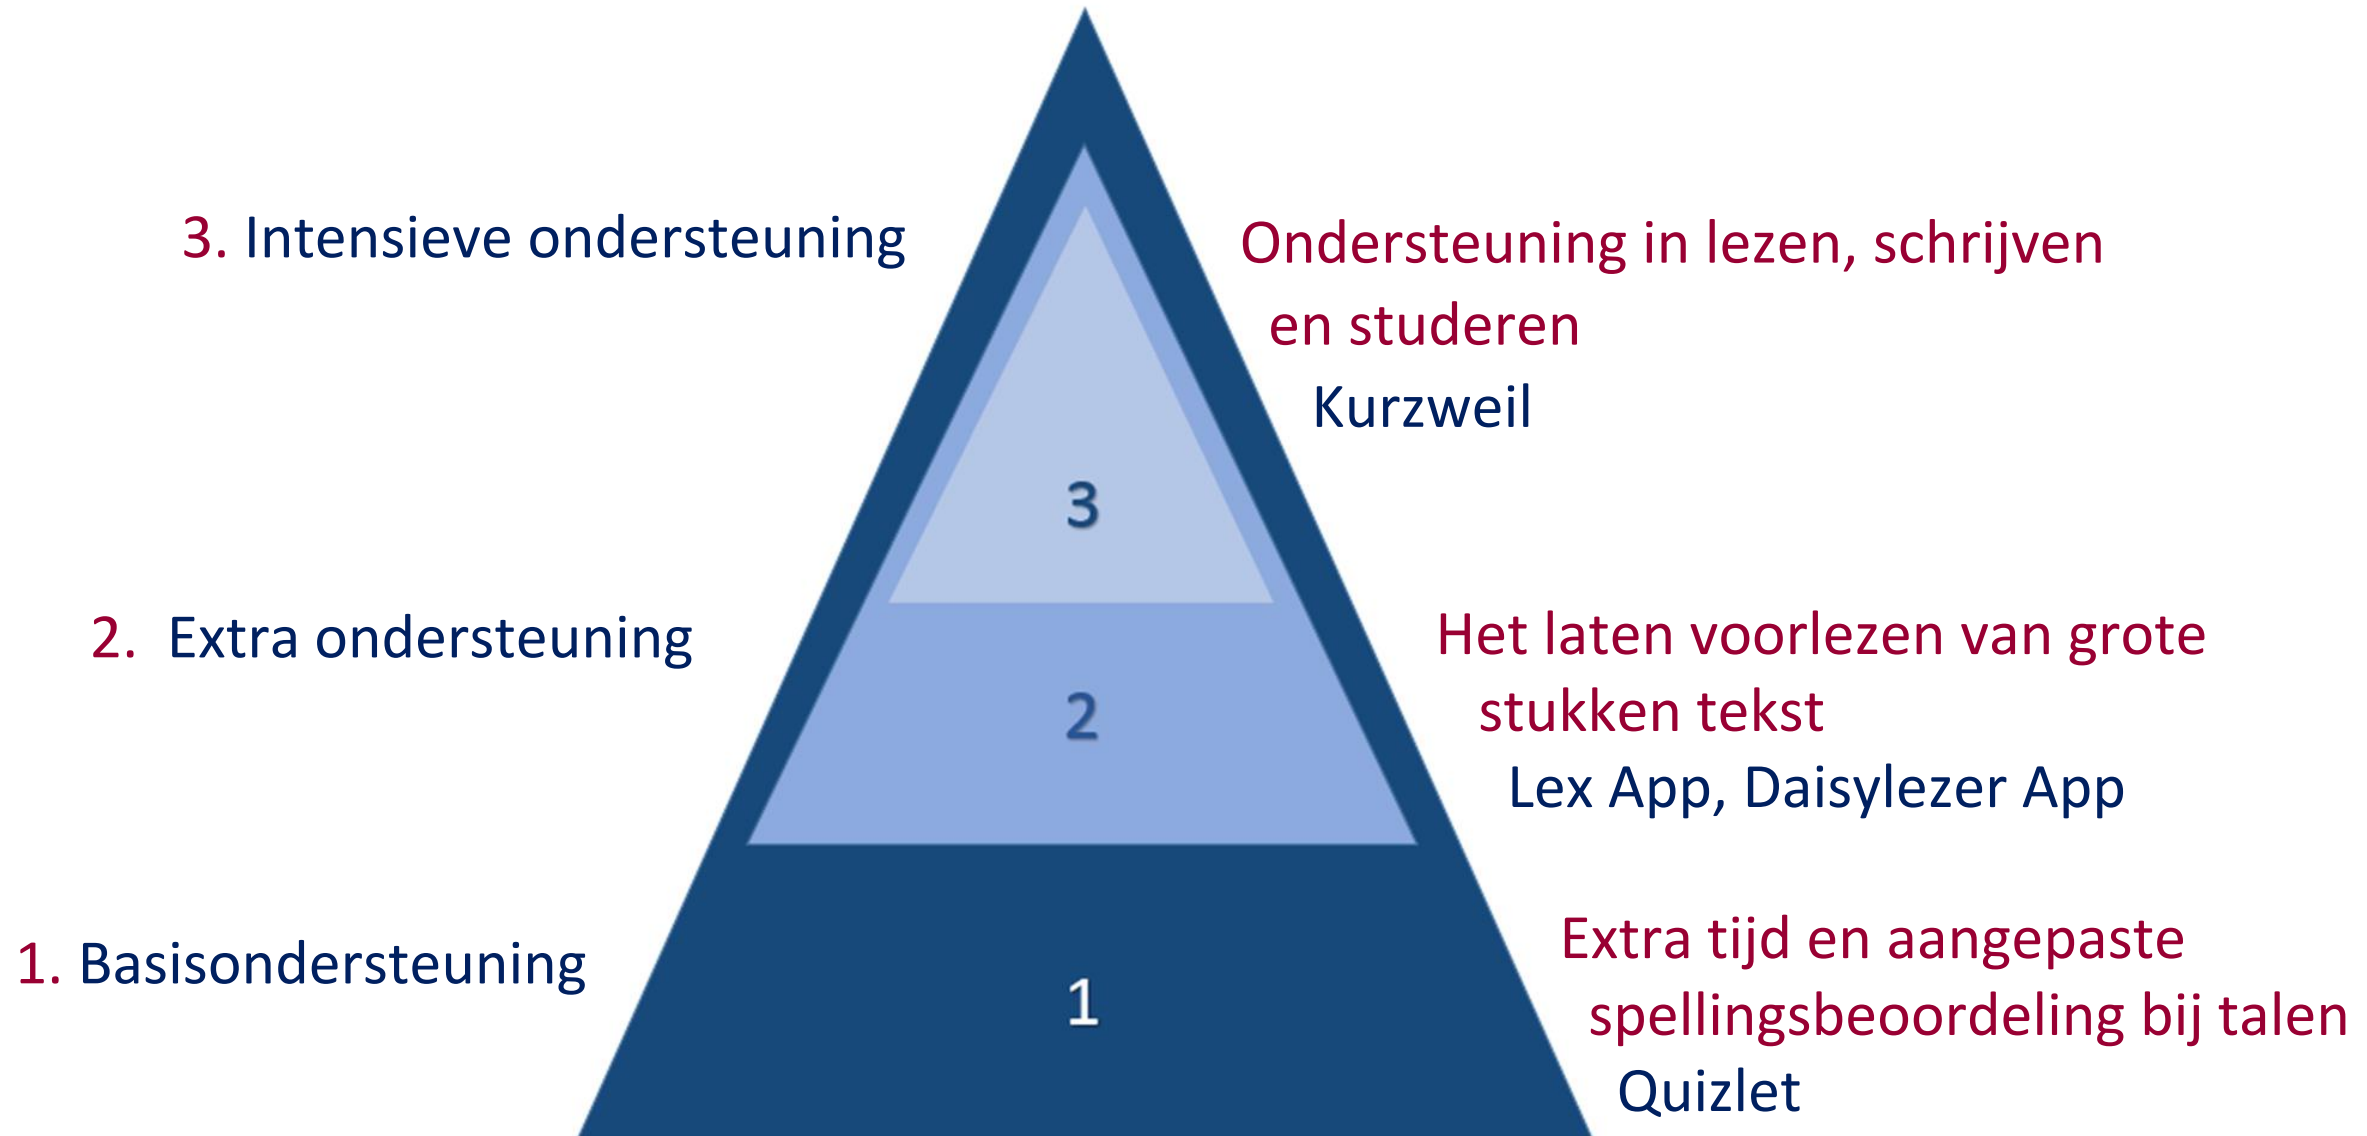 3. Intensieve ondersteuning
Ondersteuning in lezen, schrijven
en studeren
Kurzweil
3
2. Extra ondersteuning
Het laten voorlezen van grote
stukken tekst
Lex App, Daisylezer App
2
1. Basisondersteuning
Extra tijd en aangepaste
spellingsbeoordeling bij talen
Quizlet
1